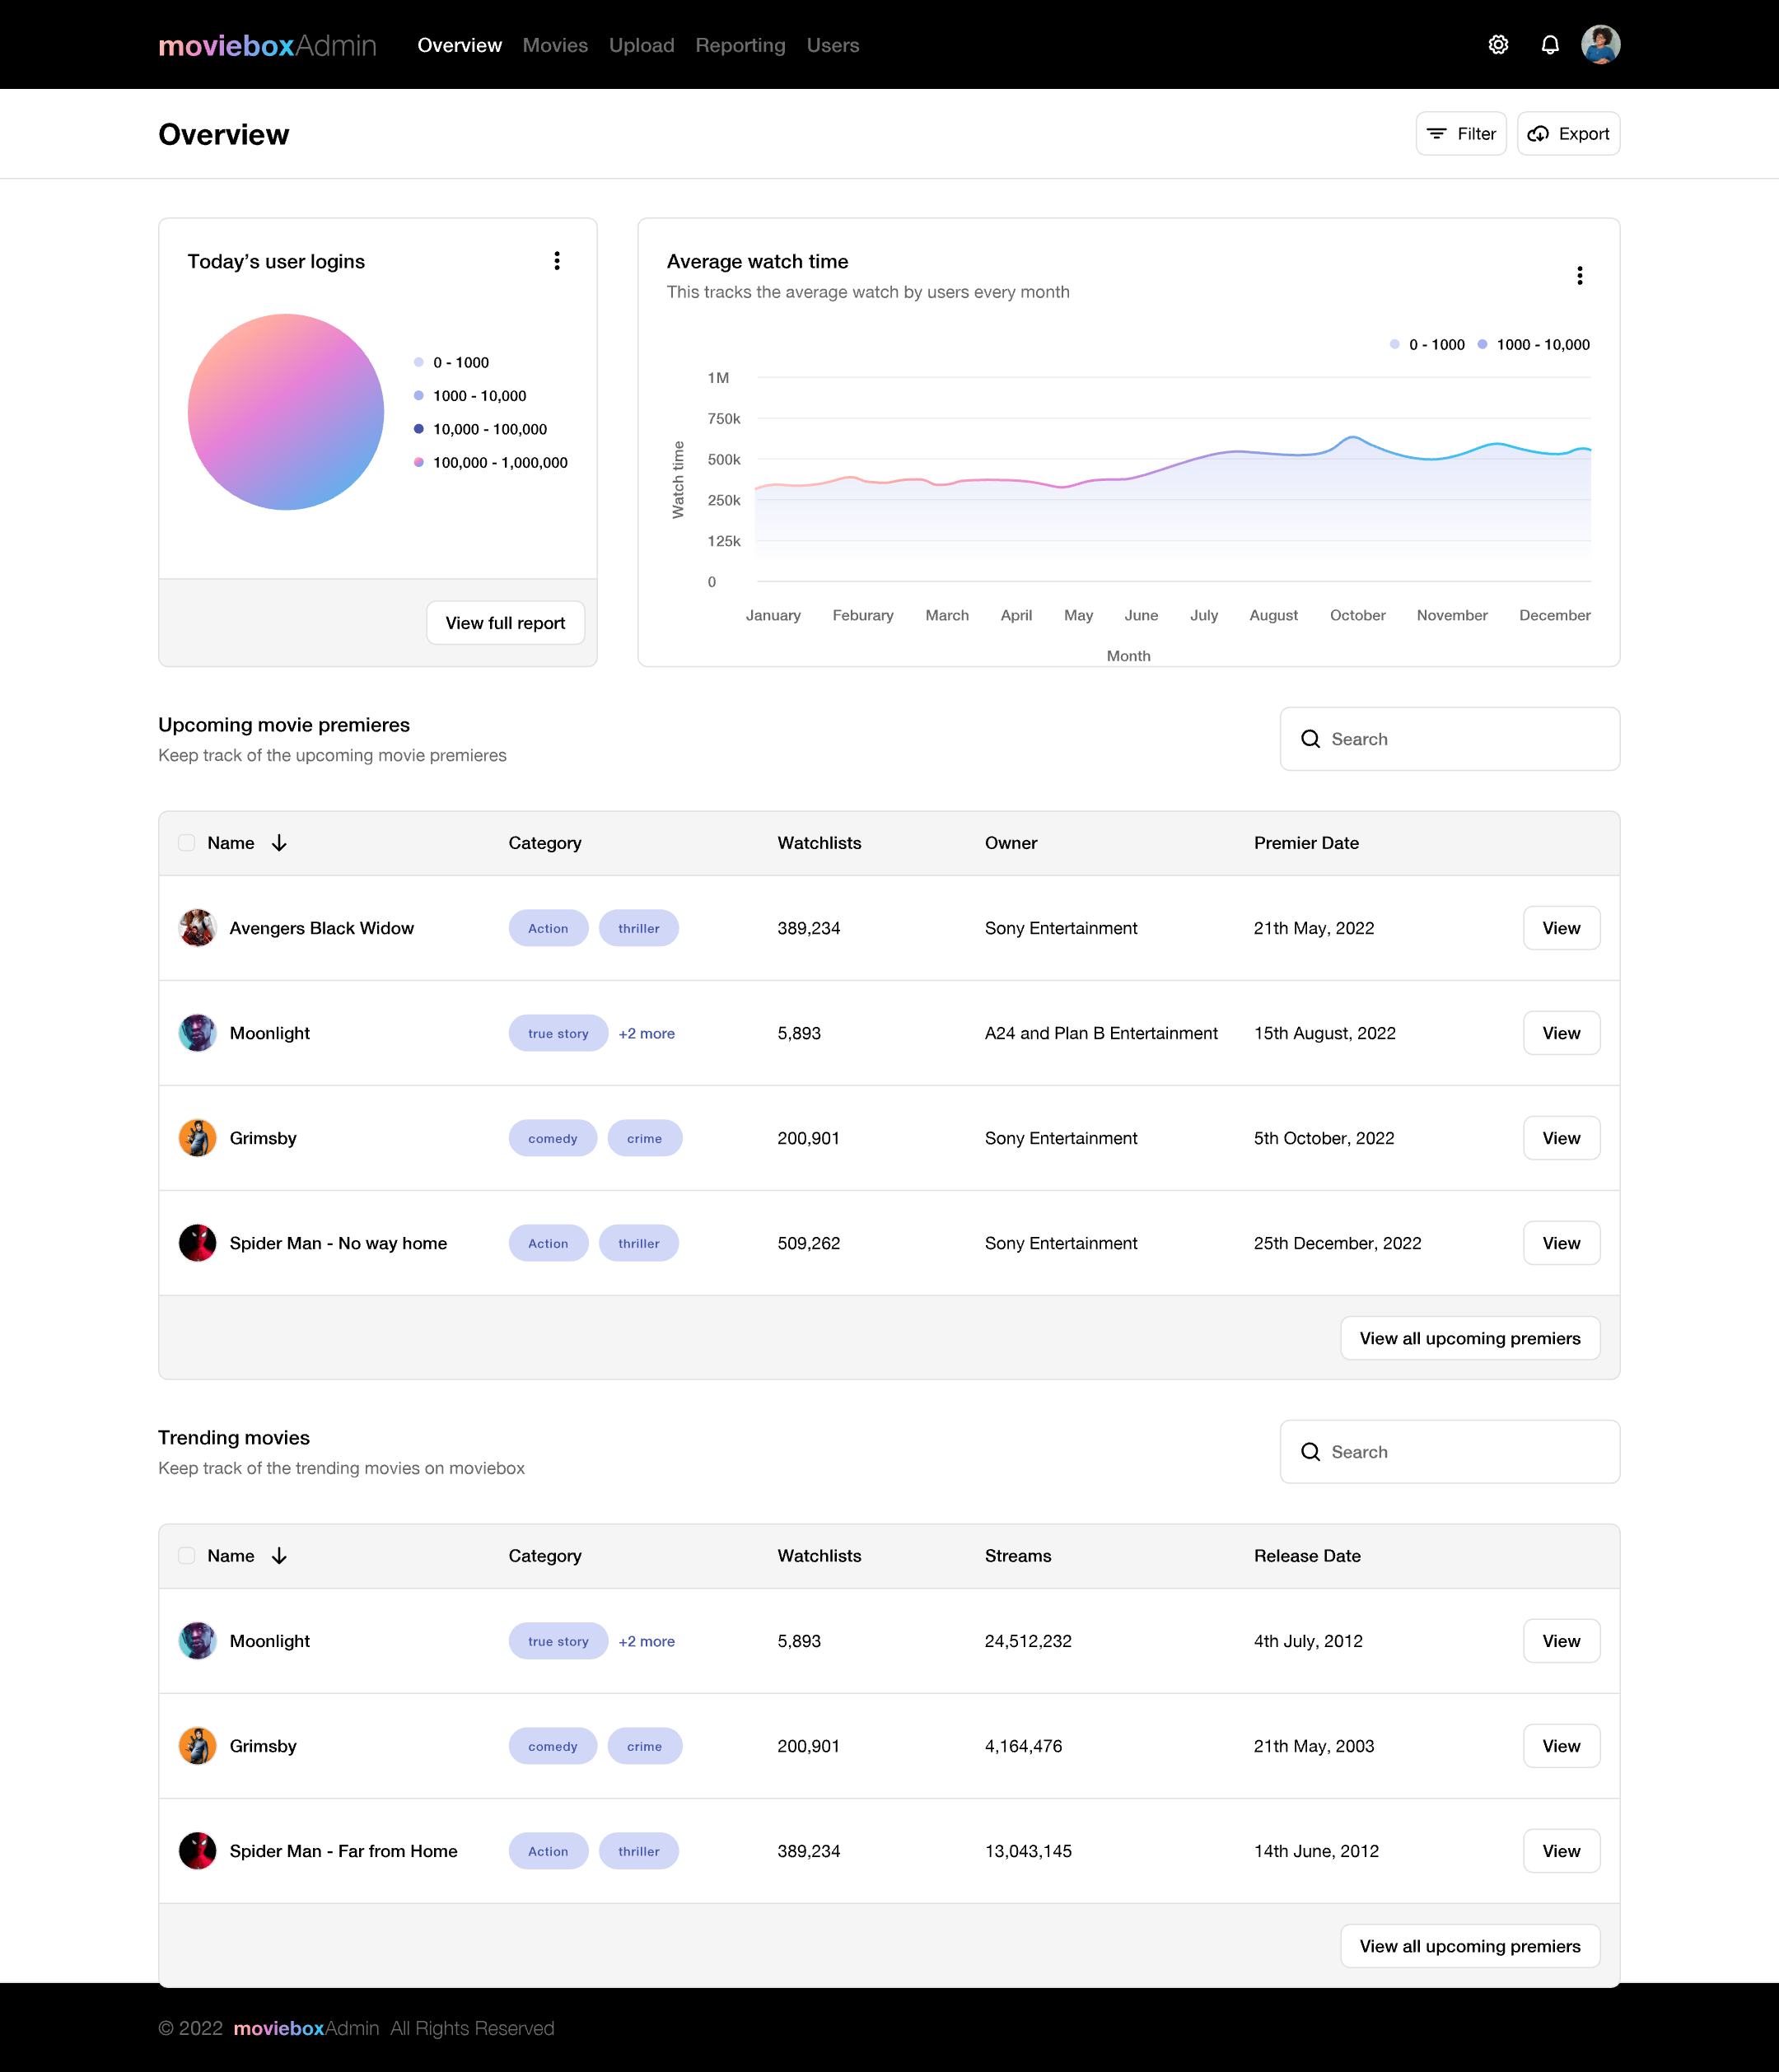 movieboxAdmin Overview Movies Upload Reporting Users
Overview Filter Export
Today’s user logins
0 - 1000
1000 - 10,000
10,000 - 100,000
100,000 - 1,000,000
View full report
Average watch time
This tracks the average watch by users every month
0 - 1000 1000 - 10,000
1M
750k
500k
250k
125k
0
Watch time
January Feburary March April May June July August October November December
Month
Upcoming movie premieres
Keep track of the upcoming movie premieres
Search
Name Category Watchlists Owner Premier Date
Avengers Black Widow Action thriller 389,234 Sony Entertainment 21th May, 2022 View
Moonlight true story +2 more 5,893 A24 and Plan B Entertainment 15th August, 2022 View
Grimsby comedy crime 200,901 Sony Entertainment 5th October, 2022 View
Spider Man - No way home Action thriller 509,262 Sony Entertainment 25th December, 2022 View
View all upcoming premiers
Trending movies
Keep track of the trending movies on moviebox
Search
Name Category Watchlists Streams Release Date
Moonlight true story +2 more 5,893 24,512,232 4th July, 2012 View
Grimsby comedy crime 200,901 4,164,476 21th May, 2003 View
Spider Man - Far from Home Action thriller 389,234 13,043,145 14th June, 2012 View
View all upcoming premiers
© 2022 movieboxAdmin All Rights Reserved